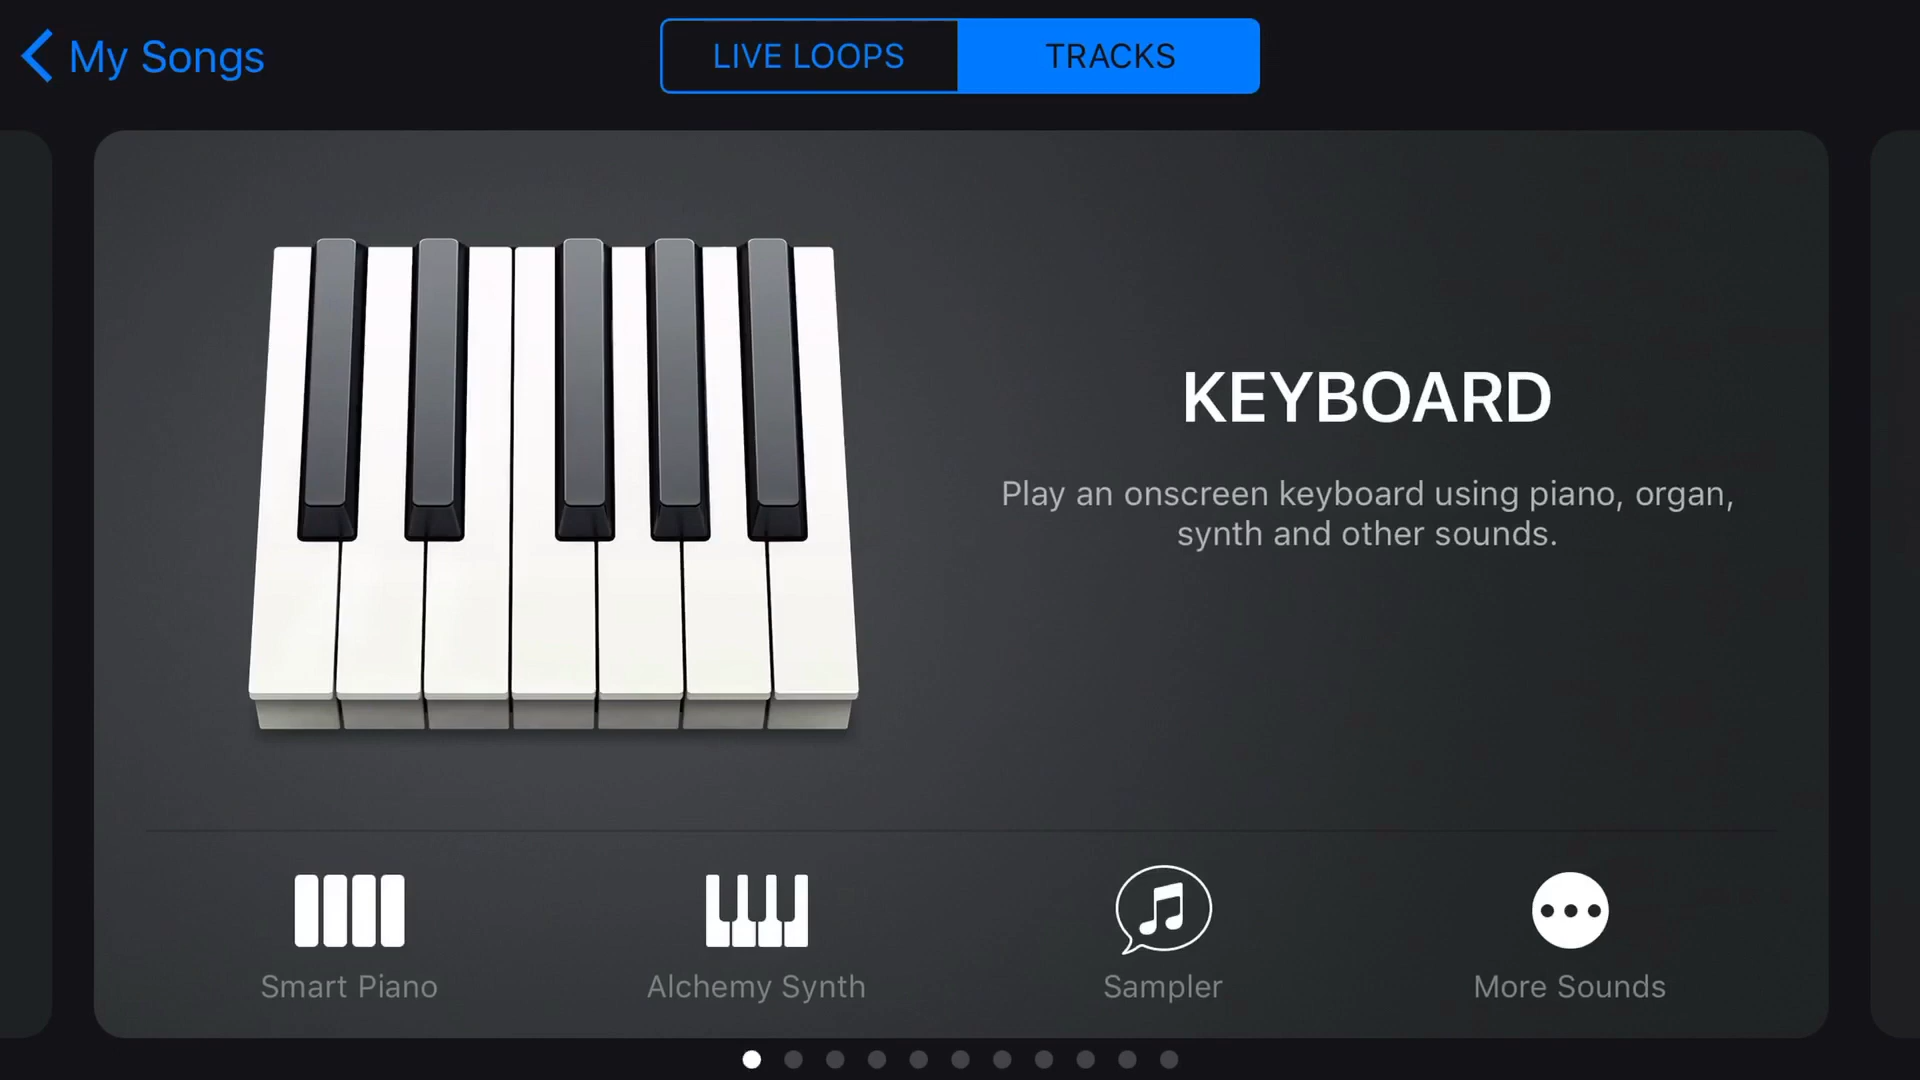 My Songs
LIVE LOOPS
TRACKS
KEYBOARD
Play an onscreen keyboard using piano, organ,
synth and other sounds.
Smart Piano
Alchemy Synth
Sampler
More Sounds